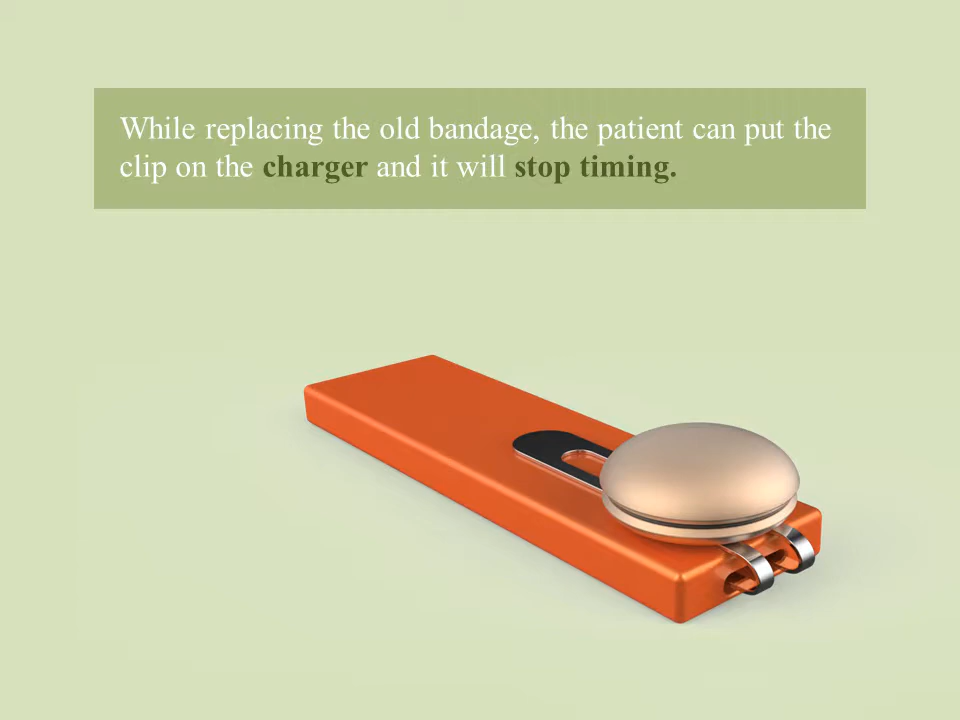 While replacing the old bandage, the patient can put the
clip on the charger and it will stop timing.